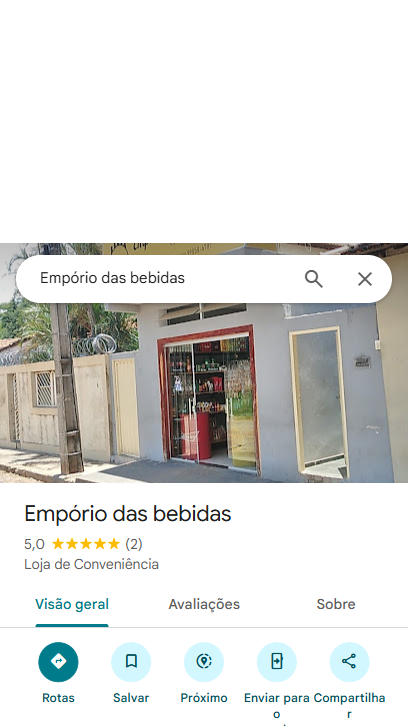 Empório das bebidas
Empório das bebidas
5,0 (2)
Loja de Conveniência
Visão geral Avaliações Sobre
Rotas Salvar Próximo Enviar para Compartilha
o r